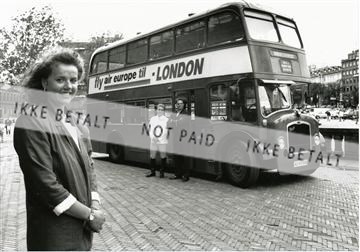 fly air europe til LONDON
IKKE BETALT NOT PAID IKKE BETALT